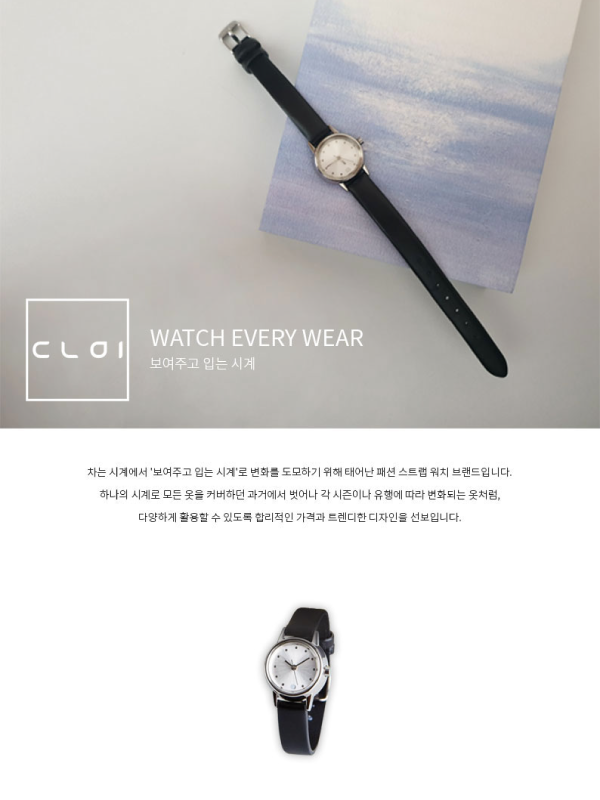 CLOI
WATCH EVERY WEAR
보여주고 입는 시계
차는 시계에서 '보여주고 입는 시계'로 변화를 도모하기 위해 태어난 패션 스트랩 워치 브랜드입니다.
하나의 시계로 모든 옷을 커버하던 과거에서 벗어나 각 시즌이나 유행에 따라 변화되는 옷처럼,
다양하게 활용할 수 있도록 합리적인 가격과 트렌디한 디자인을 선보입니다.